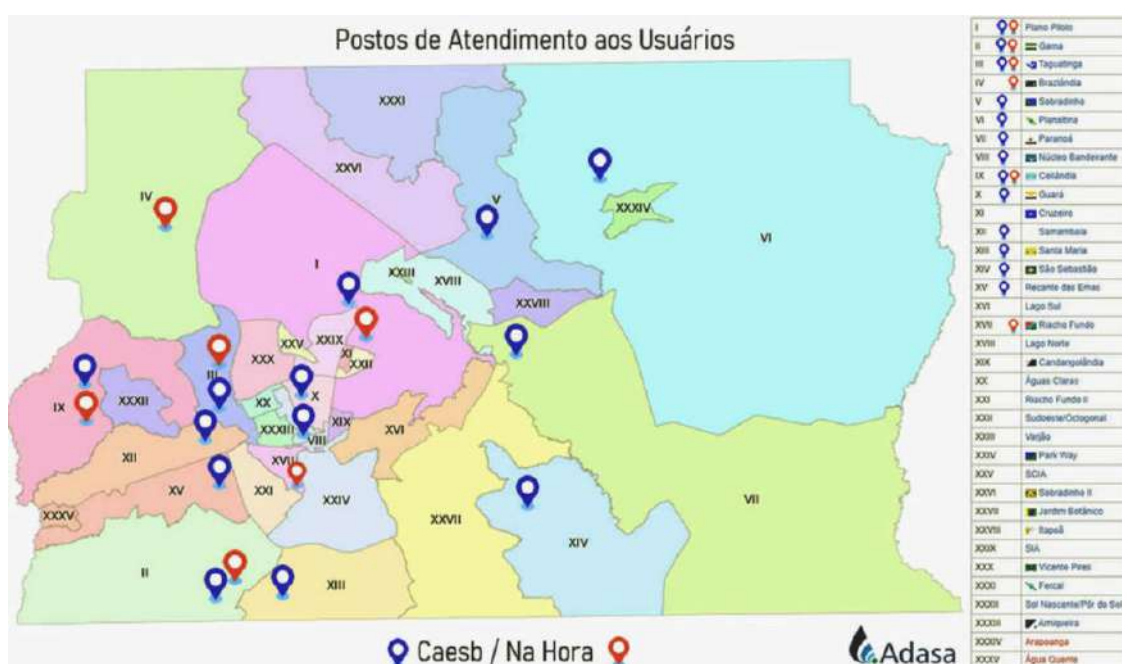 Postos de Atendimento aos Usuários
XXXI
XXVI
IV
V
XXXIV
VI
I
XXIII
XVIII
XXVIII
XXIX
XXV
XI
XXII
XXX
III
IX
XXXII
XX
X
XXXIII
VIII
XIX
XVI
XII
XVII
XV
XXI
XXIV
XXVII
VII
XXXV
XIV
II
XIII
Caesb / Na Hora
Adasa
I Plano Piloto
II Gama
III Taguatinga
IV Brazlândia
V Sobradinho
VI Planaltina
VII Paranoá
VIII Núcleo Bandeirante
IX Ceilândia
X Guará
XI Cruzeiro
XII Samambaia
XIII Santa Maria
XIV São Sebastião
XV Recanto das Emas
XVI Lago Sul
XVII Riacho Fundo
XVIII Lago Norte
XIX Candangolândia
XX Águas Claras
XXI Riacho Fundo II
XXII Sudoeste/Octogonal
XXIII Varjão
XXIV Park Way
XXV SCIA
XXVI Sobradinho II
XXVII Jardim Botânico
XXVIII Itapoã
XXIX SIA
XXX Vicente Pires
XXXI Fercal
XXXII Sol Nascente/Pôr do Sol
XXXIII Arniqueira
XXXIV Arapoanga
XXXV Água Quente